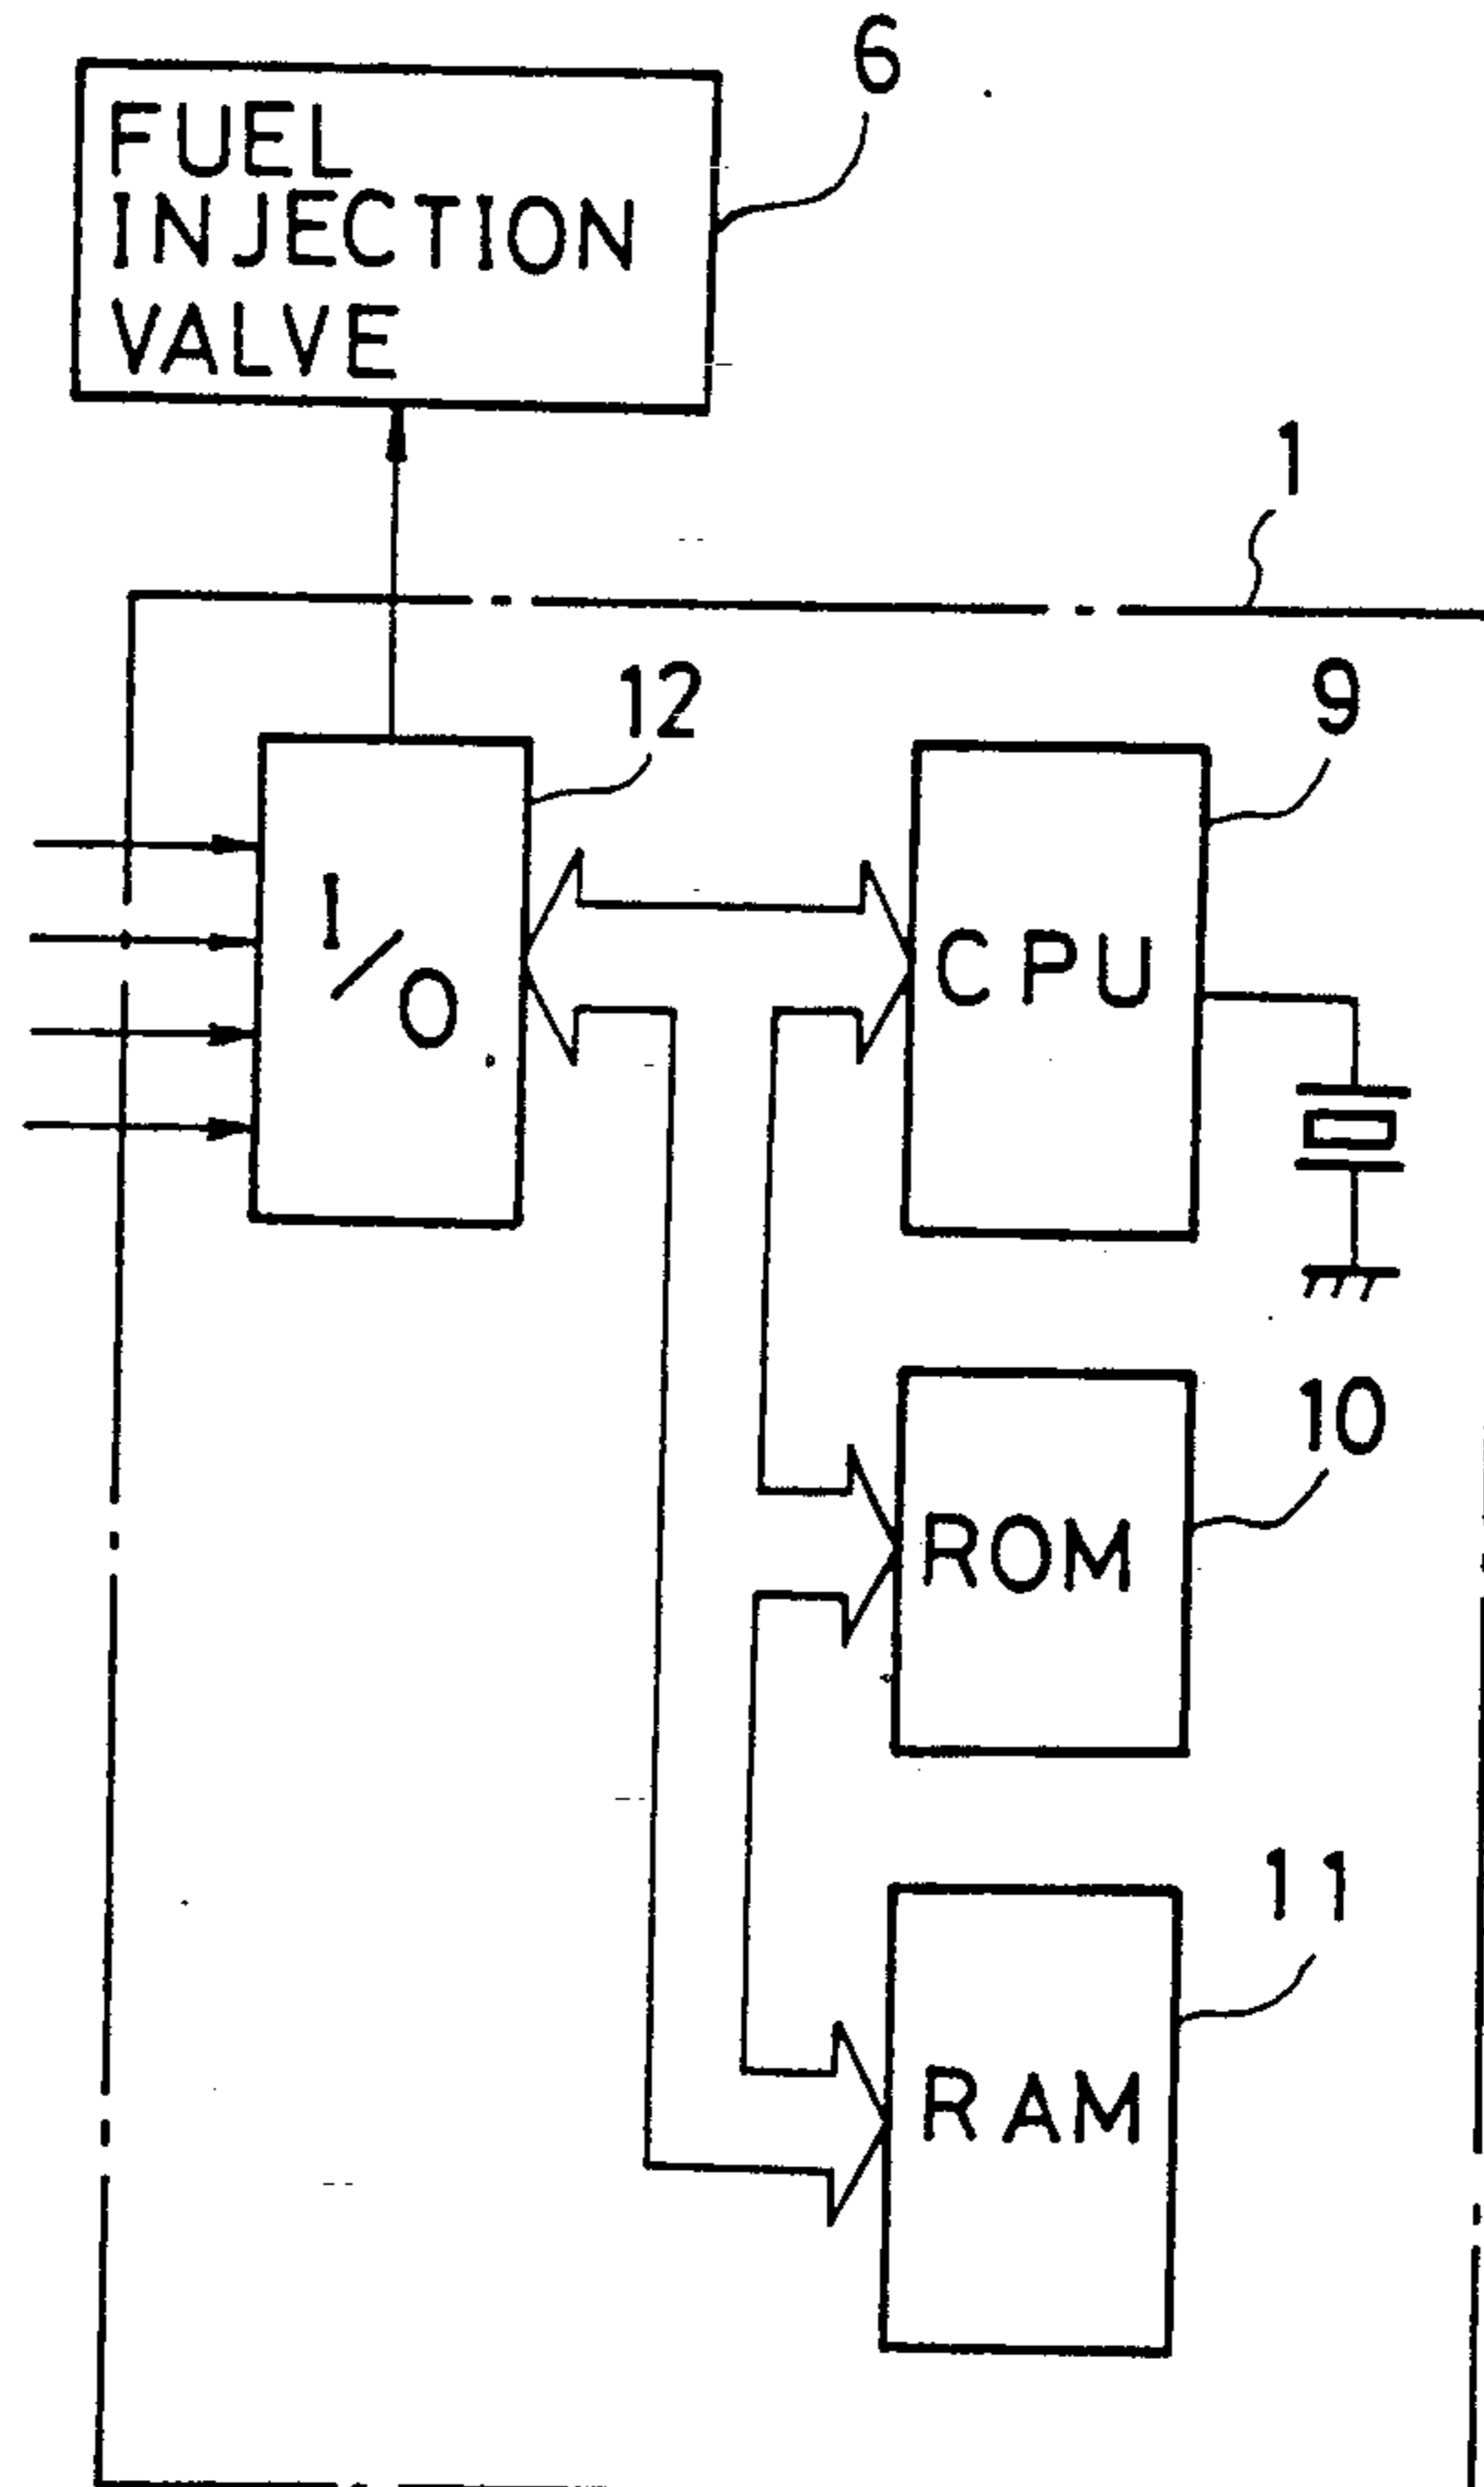 6
FUEL
INJECTION
VALVE
1
12
9
I/O
CPU
10
ROM
11
RAM